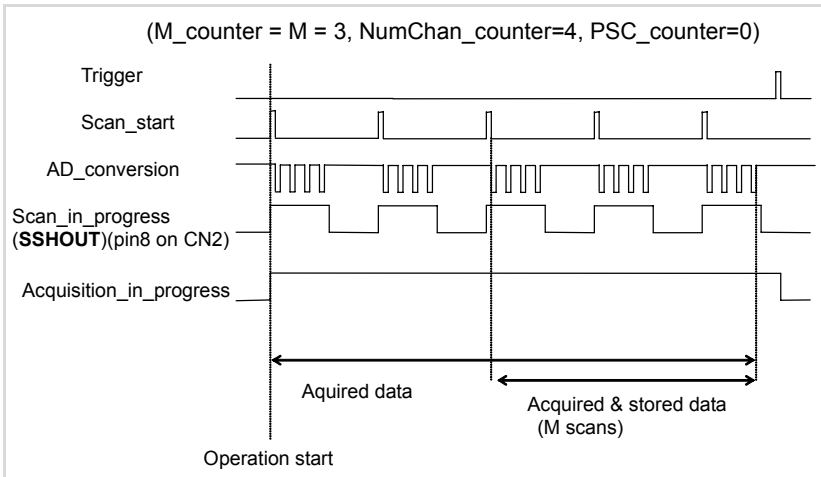 (M_counter = M = 3, NumChan_counter=4, PSC_counter=0)
Trigger
Scan_start
AD_conversion
Scan_in_progress
(SSHOUT)(pin8 on CN2)
Acquisition_in_progress
Aquired data
Acquired & stored data
(M scans)
Operation start